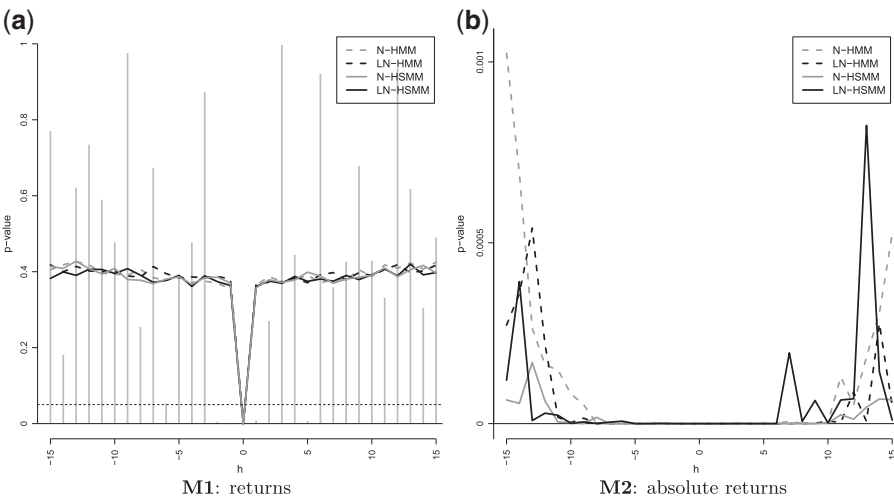 (a)
N-HMM
LN-HMM
N-HSMM
LN-HSMM
p-value
1
0.8
0.6
0.4
0.2
0
-15
-10
-5
0
5
10
15
h
M1: returns
(b)
N-HMM
LN-HMM
N-HSMM
LN-HSMM
p-value
0.001
0.0005
0
-15
-10
-5
0
5
10
15
h
M2: absolute returns